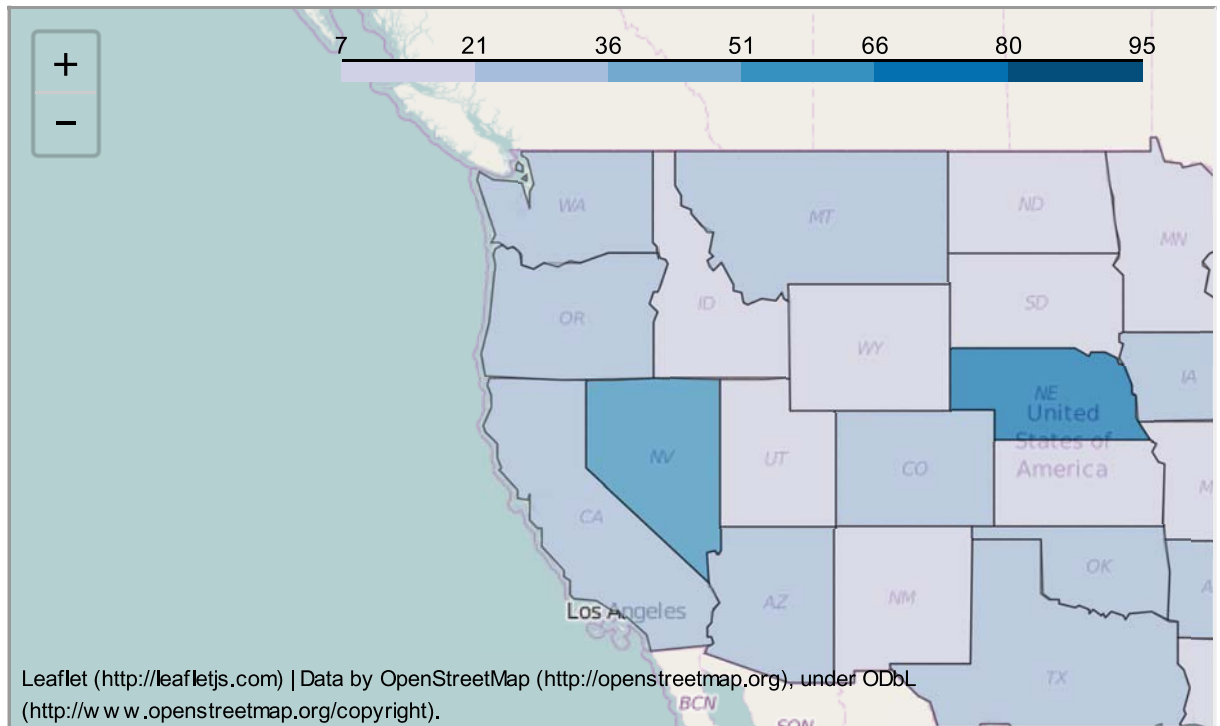 +
−
7 21 36 51 66 80 95
WA
MT
ND
MN
OR
ID
SD
WY
NE
IA
United
States of
America
NV
UT
CO
M
CA
OK
A
AZ
NM
Los Angeles
TX
Leaflet (http://leafletjs.com) | Data by OpenStreetMap (http://openstreetmap.org), under ODbL
(http://www.openstreetmap.org/copyright).
BCN
SON